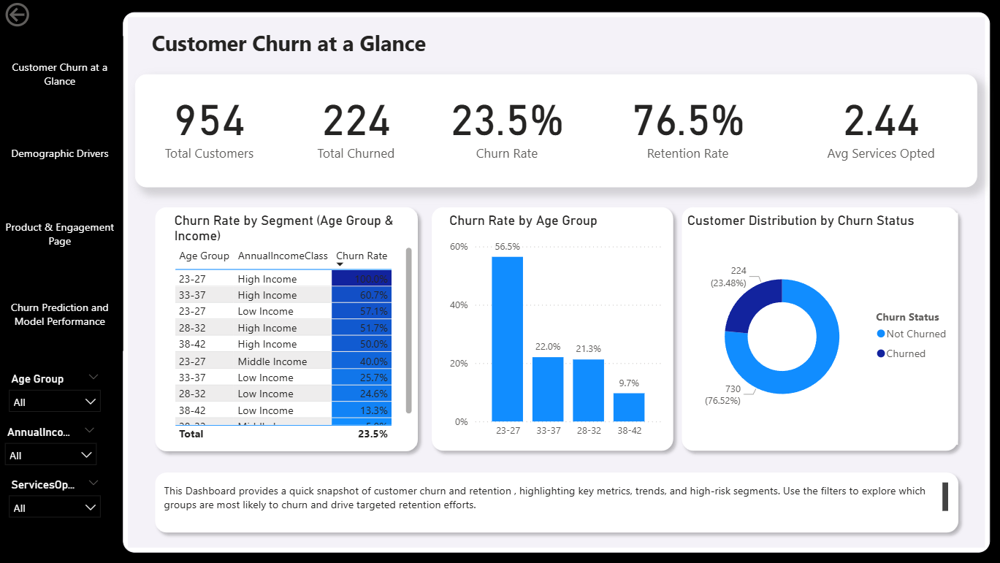 Customer Churn at a
Glance
Demographic Drivers
Product & Engagement
Page
Churn Prediction and
Model Performance
Age Group
All
AnnualInco...
All
ServicesOp...
All
Customer Churn at a Glance
954
Total Customers
224
Total Churned
23.5%
Churn Rate
76.5%
Retention Rate
2.44
Avg Services Opted
Churn Rate by Segment (Age Group &
Income)
Age Group AnnualIncomeClass Churn Rate
23-27 High Income 100.0%
33-37 High Income 60.7%
23-27 Low Income 57.1%
28-32 High Income 51.7%
38-42 High Income 50.0%
23-27 Middle Income 40.0%
33-37 Low Income 25.7%
28-32 Low Income 24.6%
38-42 Low Income 13.3%
Total 23.5%
Churn Rate by Age Group
60%
40%
20%
0%
56.5%
22.0%
21.3%
9.7%
23-27 33-37 28-32 38-42
Customer Distribution by Churn Status
224
(23.48%)
730
(76.52%)
Churn Status
Not Churned
Churned
This Dashboard provides a quick snapshot of customer churn and retention , highlighting key metrics, trends, and high-risk segments. Use the filters to explore which
groups are most likely to churn and drive targeted retention efforts.